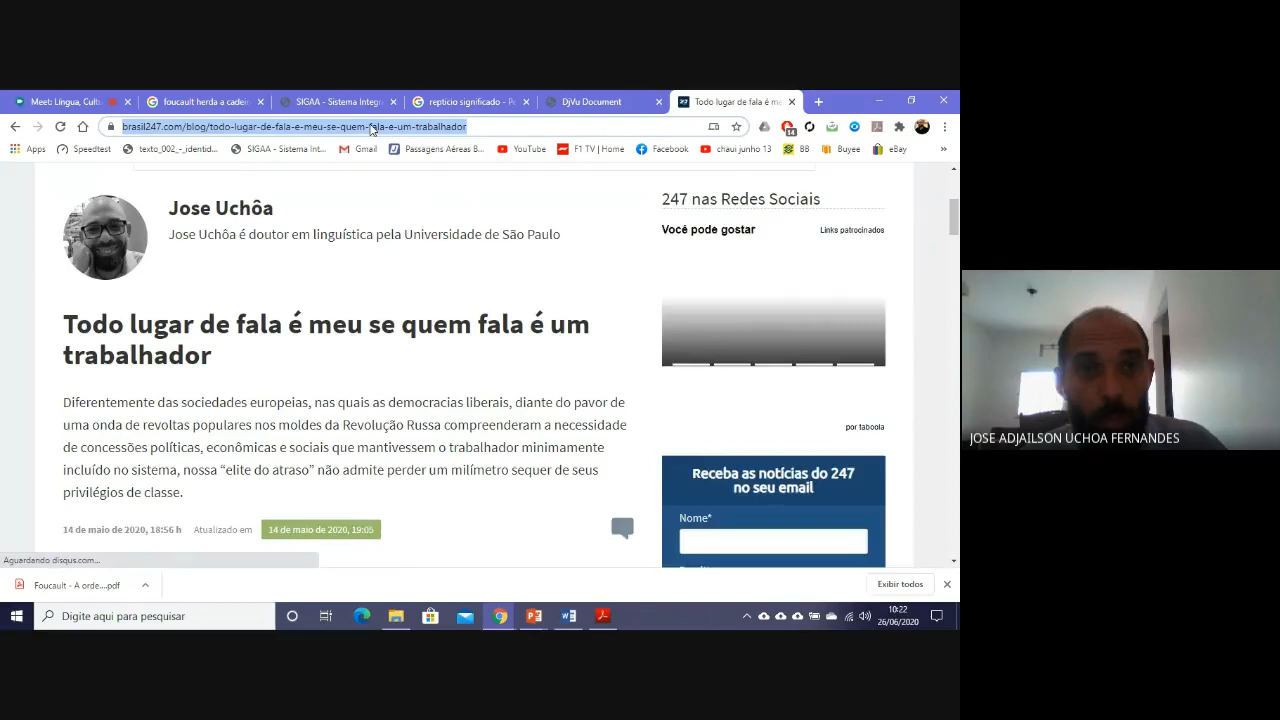 Meet: Língua, Cultu
foucault herda a cadeir
SIGAA - Sistema Integra
repticio significado - Pe
DjVu Document
Todo lugar de fala é me
brasil247.com/blog/todo-lugar-de-fala-e-meu-se-quem-fala-e-um-trabalhador
14
Apps
Speedtest
texto_002_-_identid...
SIGAA - Sistema Int...
Gmail
Passagens Aéreas B...
YouTube
F1 TV | Home
Facebook
chaui junho 13
BB
Buyee
eBay
»
Jose Uchôa
Jose Uchôa é doutor em linguística pela Universidade de São Paulo
247 nas Redes Sociais
Você pode gostar
Links patrocinados
Todo lugar de fala é meu se quem fala é um
trabalhador
Diferentemente das sociedades europeias, nas quais as democracias liberais, diante do pavor de
uma onda de revoltas populares nos moldes da Revolução Russa compreenderam a necessidade
de concessões políticas, econômicas e sociais que mantivessem o trabalhador minimamente
incluído no sistema, nossa “elite do atraso” não admite perder um milímetro sequer de seus
privilégios de classe.
por taboola
Receba as notícias do 247
no seu email
Nome*
14 de maio de 2020, 18:56 h
Atualizado em
14 de maio de 2020, 19:05
Aguardando disqus.com...
Foucault - A orde....pdf
Exibir todos
Digite aqui para pesquisar
10:22
26/06/2020
JOSE ADJAILSON UCHOA FERNANDES